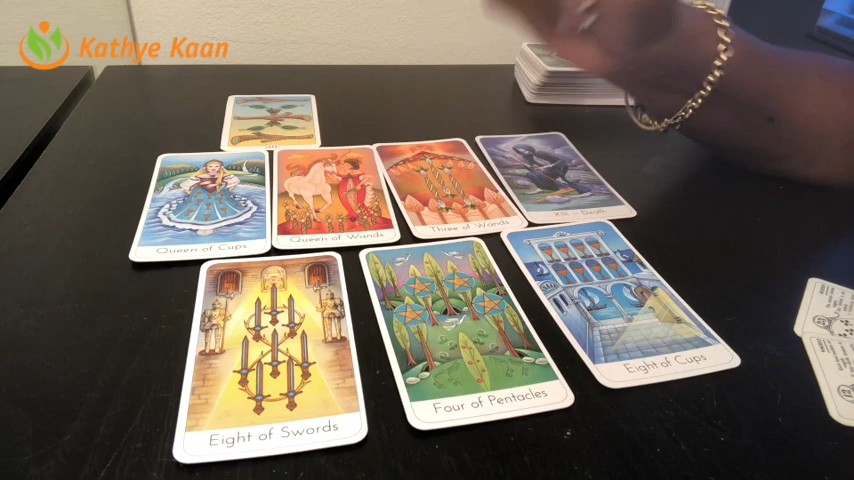 Kathye Kaan
Queen of Cups
Queen of Wands
Three of Wands
XIII - Death
Eight of Swords
Four of Pentacles
Eight of Cups